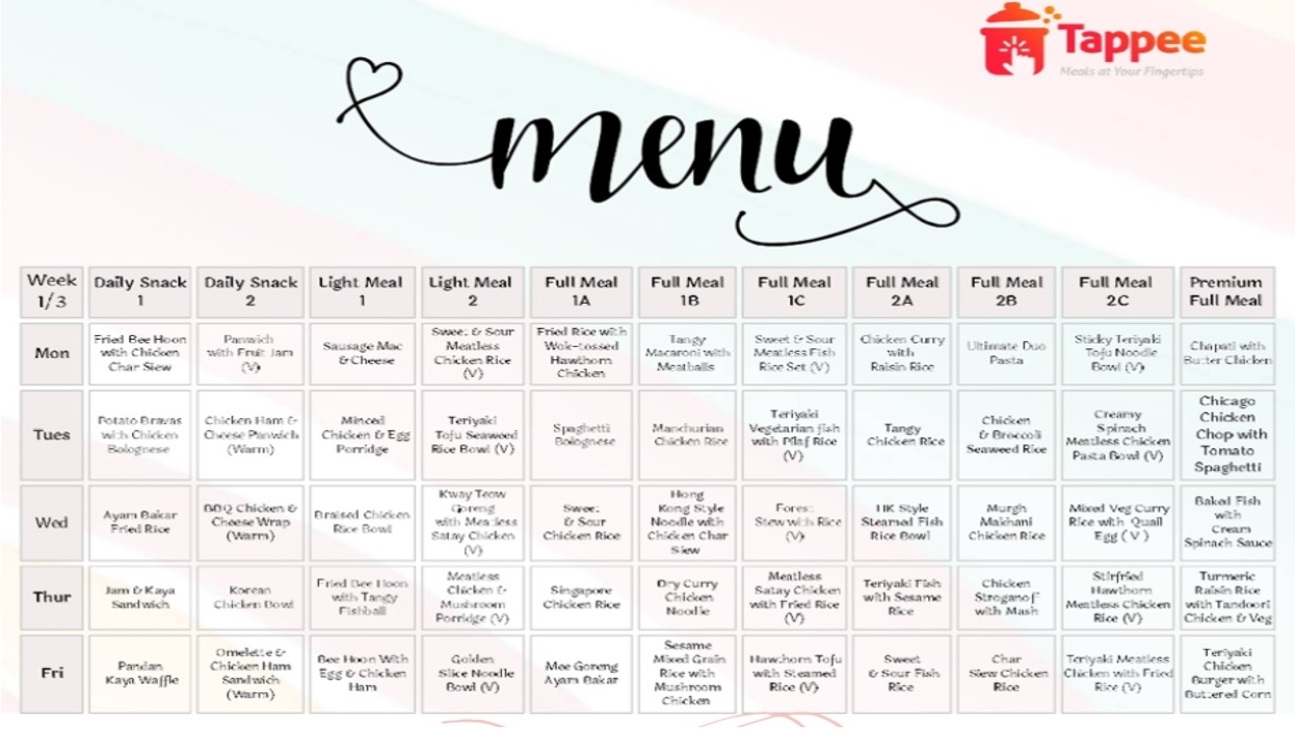 Tappee
Meals at Your Fingertips
menu
Week
1/3
Daily Snack
1
Daily Snack
2
Light Meal
1
Light Meal
2
Full Meal
1A
Full Meal
1B
Full Meal
1C
Full Meal
2A
Full Meal
2B
Full Meal
2C
Premium
Full Meal
Mon
Fried Bee Hoon
with Chicken
Char Siew
Panwich
with Fruit Jam
(V)
Sausage Mac
& Cheese
Sweet & Sour
Meatless
Chicken Rice
(V)
Fried Rice with
Wok-tossed
Hawthorn
Chicken
Tangy
Macaroni with
Meatballs
Sweet & Sour
Meatless Fish
Rice Set (V)
Chicken Curry
with
Raisin Rice
Ultimate Duo
Pasta
Sticky Teriyaki
Tofu Noodle
Bowl (V)
Chapati with
Butter Chicken
Tues
Potato Bravas
with Chicken
Bolognese
Chicken Ham &
Cheese Panwich
(Warm)
Minced
Chicken & Egg
Porridge
Teriyaki
Tofu Seaweed
Rice Bowl (V)
Spaghetti
Bolognese
Manchurian
Chicken Rice
Teriyaki
Vegetarian fish
with Pilaf Rice
(V)
Tangy
Chicken Rice
Chicken
& Broccoli
Seaweed Rice
Creamy
Spinach
Meatless Chicken
Pasta Bowl (V)
Chicago
Chicken
Chop with
Tomato
Spaghetti
Wed
Ayam Bakar
Fried Rice
BBQ Chicken &
Cheese Wrap
(Warm)
Braised Chicken
Rice Bowl
Kway Teow
Goreng
with Meatless
Satay Chicken
(V)
Sweet
& Sour
Chicken Rice
Hong
Kong Style
Noodle with
Chicken Char
Siew
Forest
Stew with Rice
(V)
HK Style
Steamed Fish
Rice Bowl
Murgh
Makhani
Chicken Rice
Mixed Veg Curry
Rice with Quail
Egg ( V )
Baked Fish
with
Cream
Spinach Sauce
Thur
Jam & Kaya
Sandwich
Korean
Chicken Bowl
Fried Bee Hoon
with Tangy
Fishball
Meatless
Chicken &
Mushroom
Porridge (V)
Singapore
Chicken Rice
Dry Curry
Chicken
Noodle
Meatless
Satay Chicken
with Fried Rice
(V)
Teriyaki Fish
with Sesame
Rice
Chicken
Stroganoff
with Mash
Stirfried
Hawthorn
Meatless Chicken
Rice (V)
Turmeric
Raisin Rice
with Tandoori
Chicken & Veg
Fri
Pandan
Kaya Waffle
Omelette &
Chicken Ham
Sandwich
(Warm)
Bee Hoon With
Egg & Chicken
Ham
Golden
Slice Noodle
Bowl (V)
Mee Goreng
Ayam Bakar
Sesame
Mixed Grain
Rice with
Mushroom
Chicken
Hawthorn Tofu
with Steamed
Rice (V)
Sweet
& Sour Fish
Rice
Char
Siew Chicken
Rice
Teriyaki Meatless
Chicken with Fried
Rice (V)
Teriyaki
Chicken
Burger with
Buttered Corn